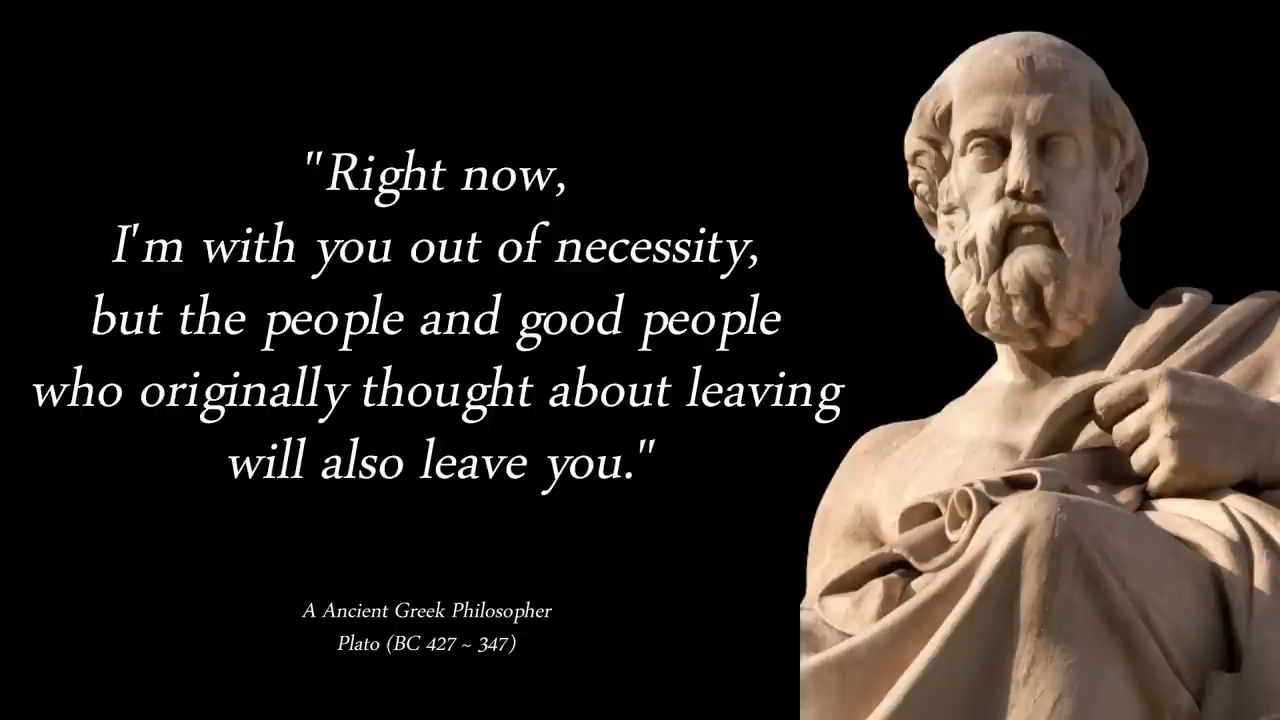 "Right now,
I'm with you out of necessity,
but the people and good people
who originally thought about leaving
will also leave you."
A Ancient Greek Philosopher
Plato (BC 427 ~ 347)